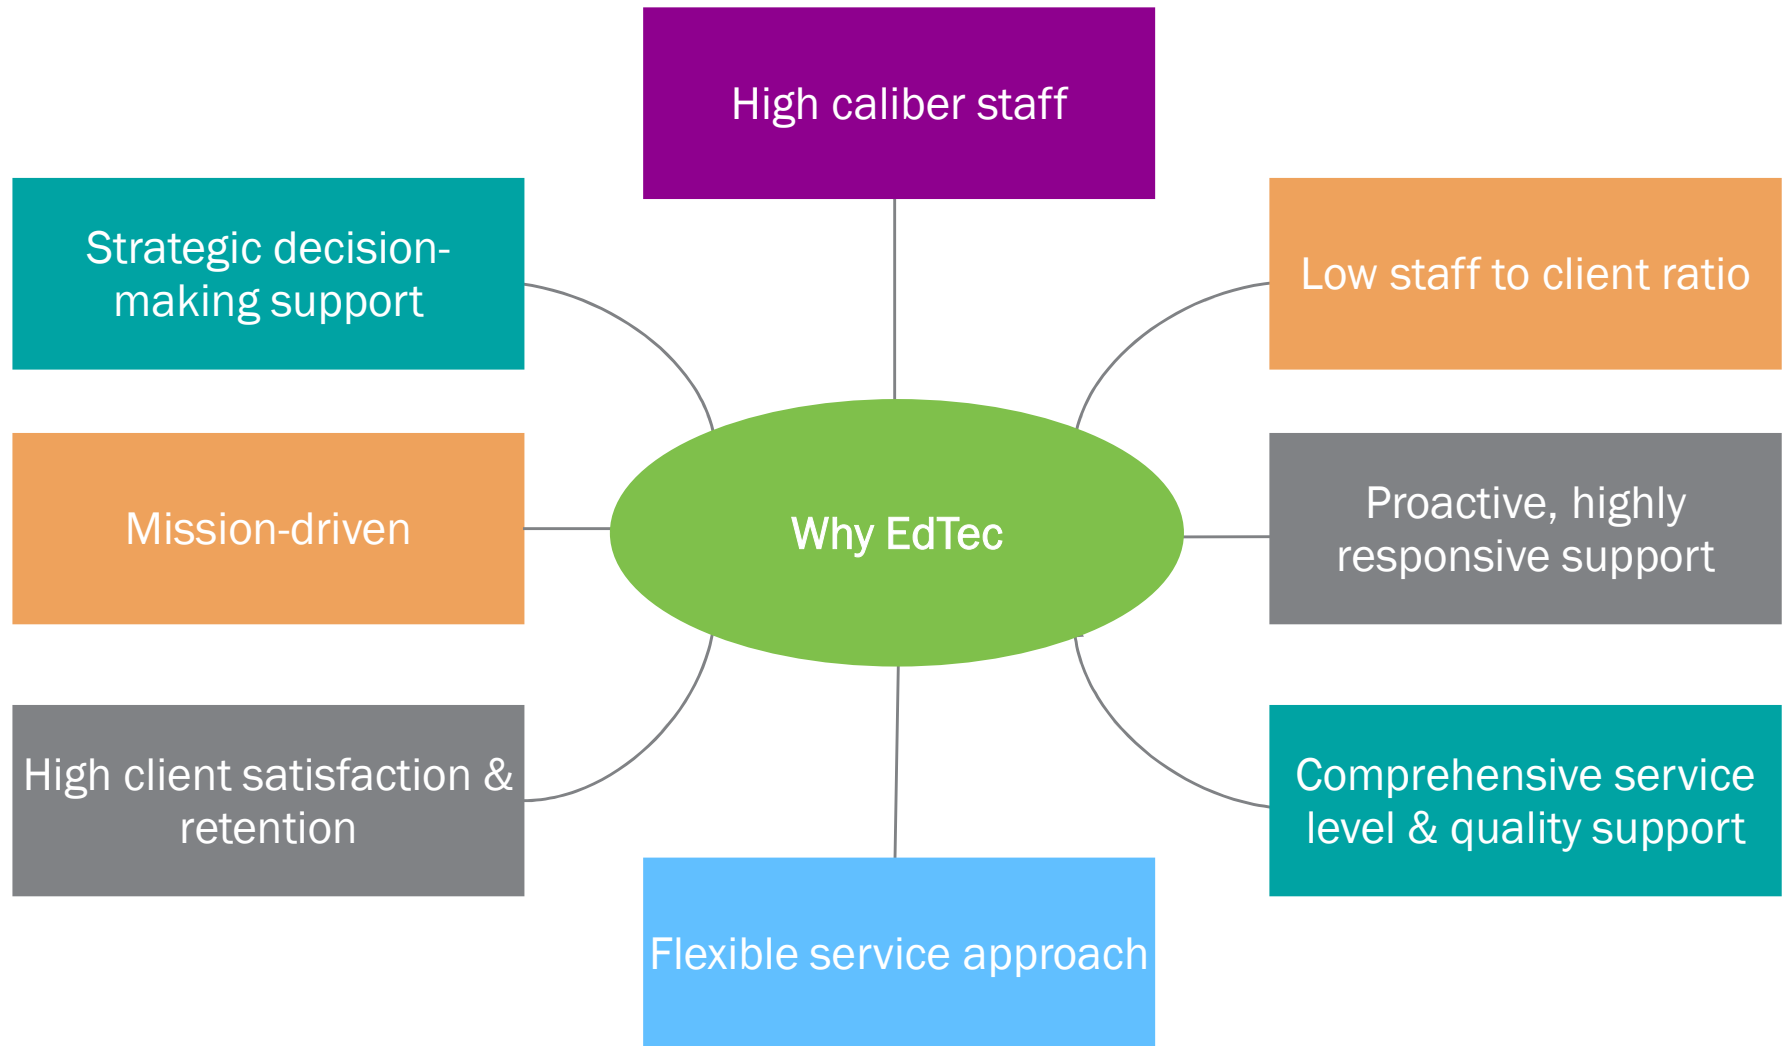 High caliber staff
Strategic decision-
making support
Low staff to client ratio
Mission-driven
Why EdTec
Proactive, highly
responsive support
High client satisfaction &
retention
Comprehensive service
level & quality support
Flexible service approach